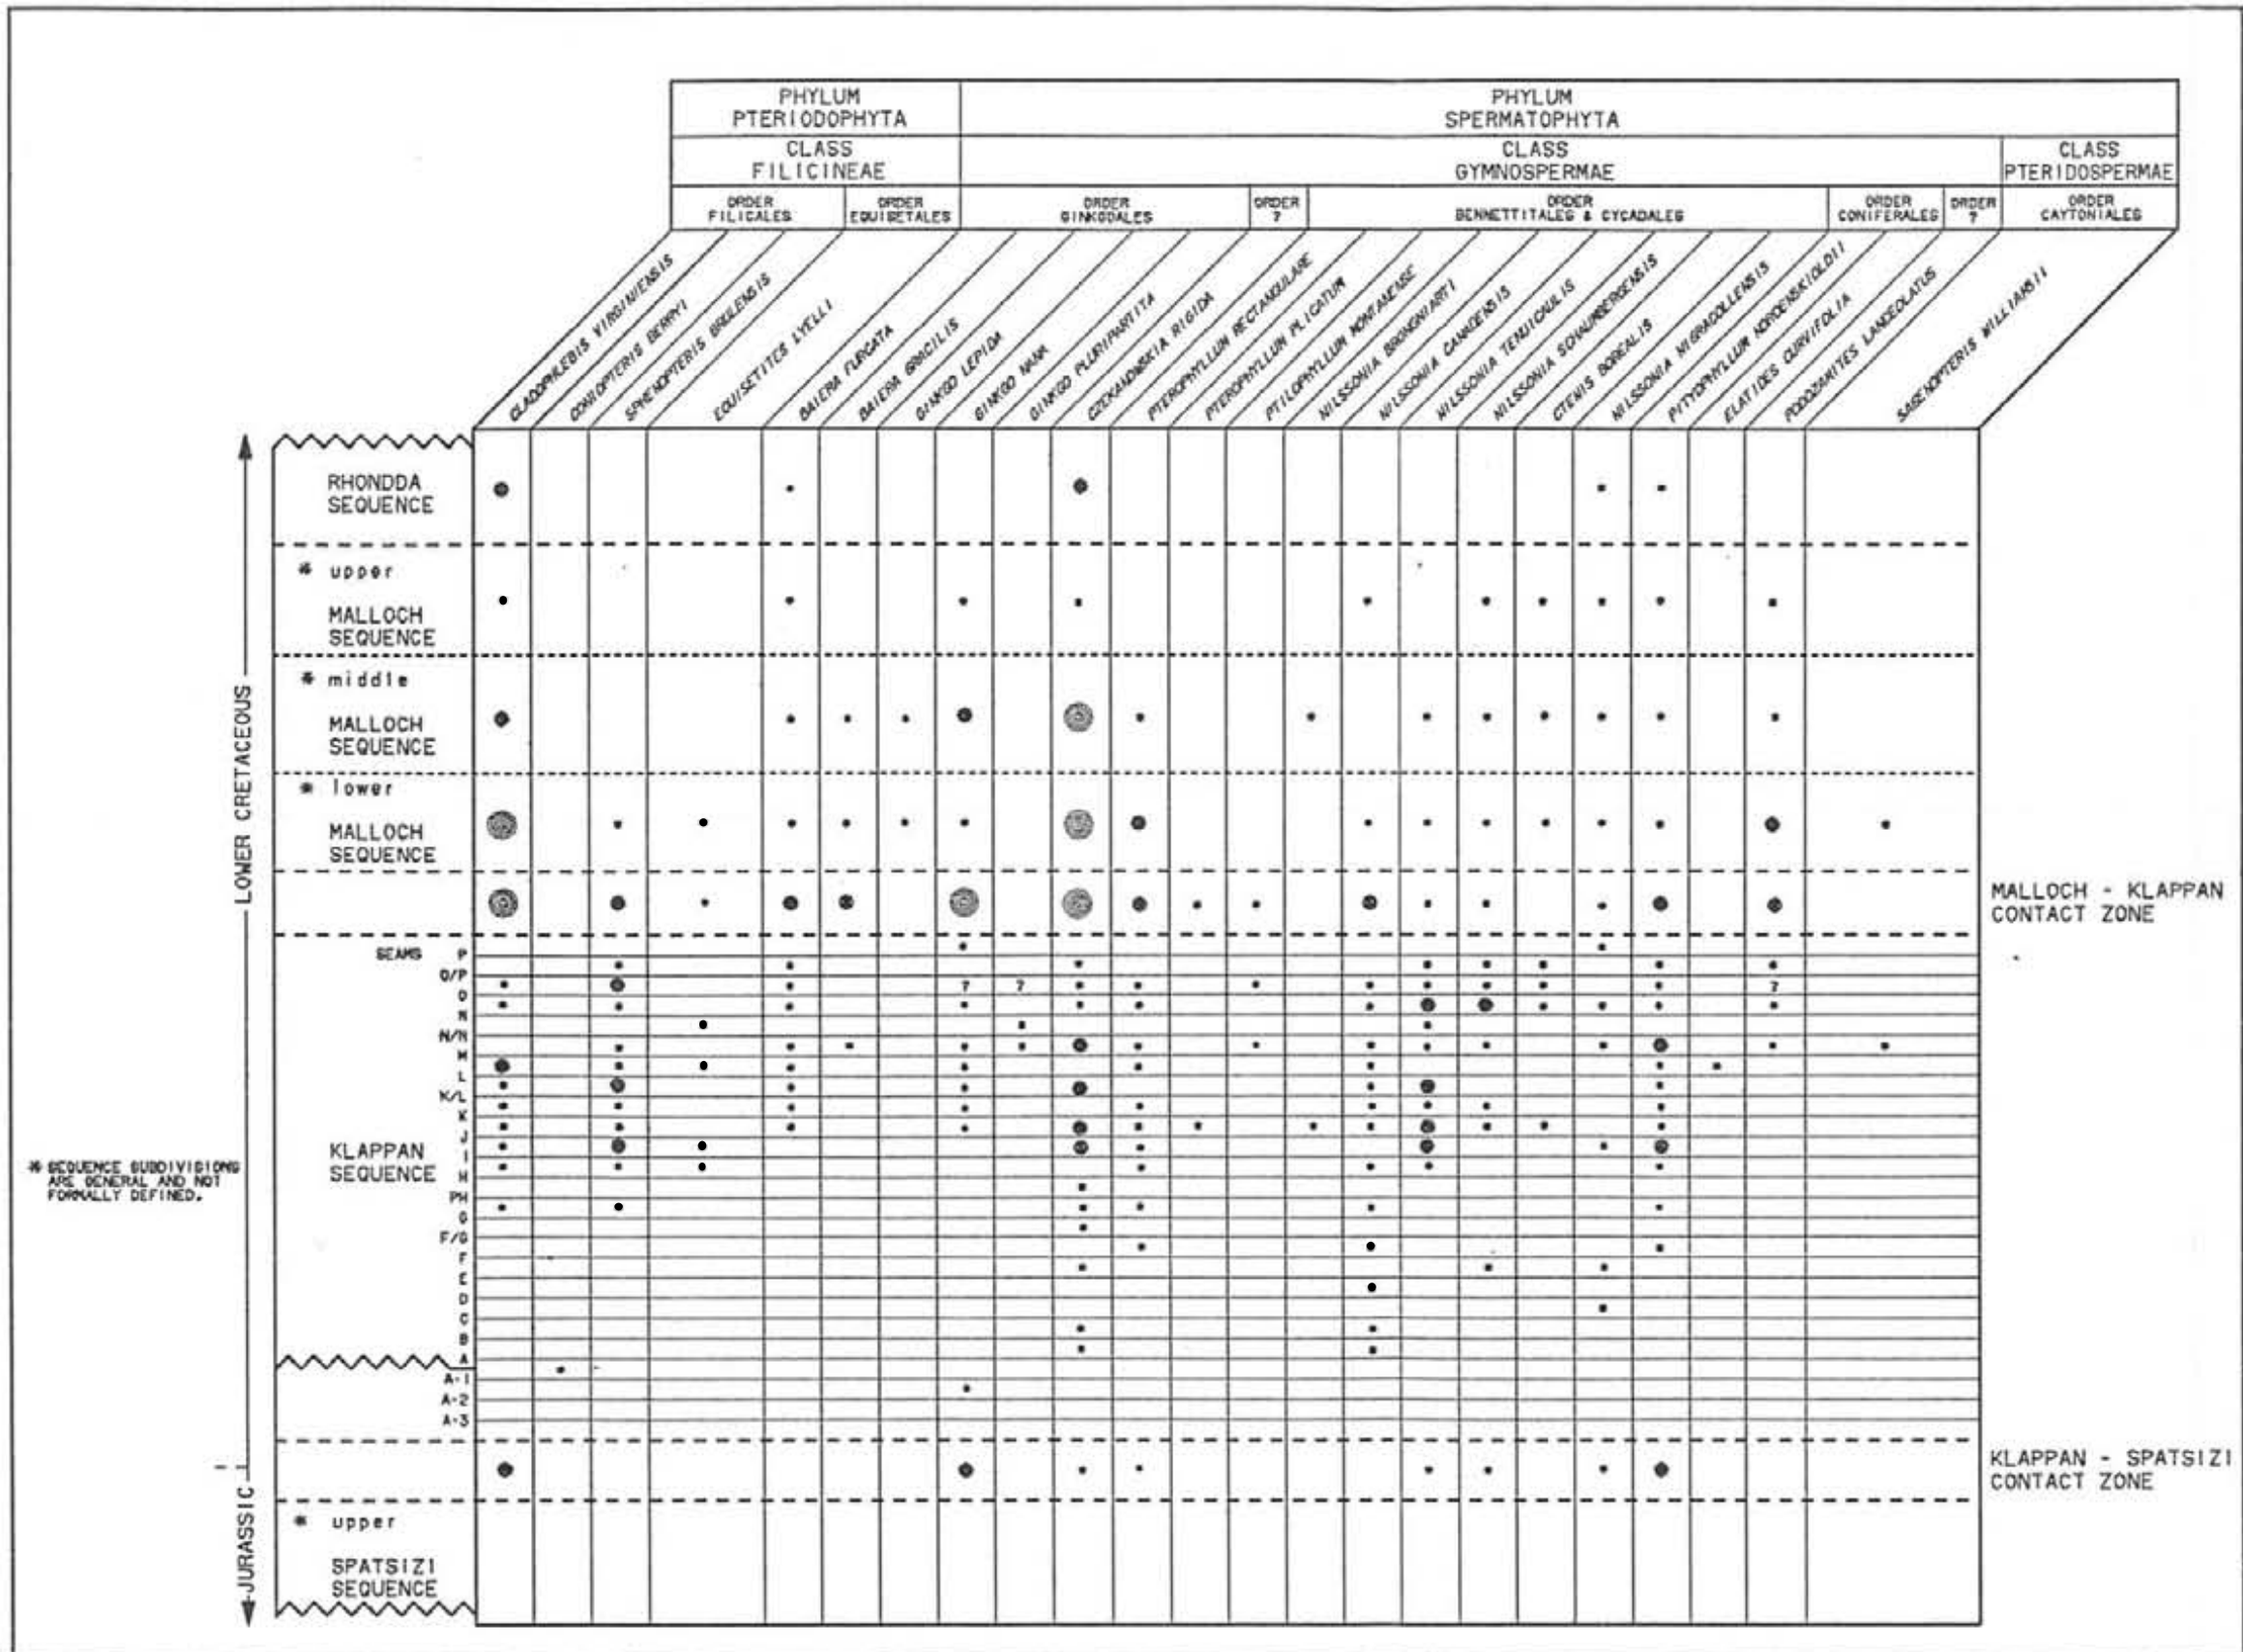 PHYLUM
PTERIODOPHYTA
PHYLUM
SPERMATOPHYTA
CLASS
FILICINEAE
CLASS
GYMNOSPERMAE
CLASS
PTERIDOSPERMAE
ORDER
FILICALES
ORDER
EQUISETALES
ORDER
GINKGOALES
ORDER
?
ORDER
BENNETTITALES & CYCADALES
ORDER
CONIFERALES
ORDER
?
ORDER
CAYTONIALES
CLADOPHLEBIS VIRGINIENSIS
CONIOPTERIS BERRYI
SPHENOPTERIS BRULENSIS
EQUISETITES LYELLI
BAIERA FURCATA
BAIERA GRACILIS
GINKGO LEPIDA
GINKGO NANA
GINKGO PLURIPARTITA
CZEKANOWSKIA RIGIDA
PTEROPHYLLUM RECTANGULARE
PTEROPHYLLUM PLICATUM
PTILOPHYLLUM MONTANENSE
NILSSONIA BRONGNIARTI
NILSSONIA CANADENSIS
NILSSONIA TENUICAULIS
NILSSONIA SCHAUMBERGENSIS
CTENIS BOREALIS
NILSSONIA NIGRACOLLENSIS
PITYOPHYLLUM NORDENSKIOLDII
ELATIDES CURVIFOLIA
PODOZAMITES LANCEOLATUS
SAGENOPTERIS WILLIAMSII
LOWER CRETACEOUS
JURASSIC
RHONDDA
SEQUENCE
* upper
MALLOCH
SEQUENCE
* middle
MALLOCH
SEQUENCE
* lower
MALLOCH
SEQUENCE
MALLOCH - KLAPPAN
CONTACT ZONE
SEAMS P
O/P
? ? ?
O
N
M/N
M
L
K/L
K
J
KLAPPAN
SEQUENCE
I
H
PH
G
F/G
F
E
D
C
B
A
A-1
A-2
A-3
KLAPPAN - SPATSIZI
CONTACT ZONE
* upper
SPATSIZI
SEQUENCE
* SEQUENCE SUBDIVISIONS
ARE GENERAL AND NOT
FORMALLY DEFINED.